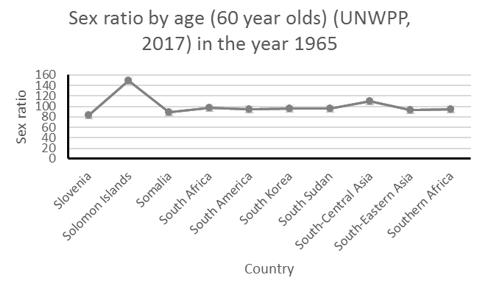 Sex ratio by age (60 year olds) (UNWPP,
2017) in the year 1965
160
140
120
100
80
60
40
20
0
Sex ratio
Slovenia
Solomon Islands
Somalia
South Africa
South America
South Korea
South Sudan
South-Central Asia
South-Eastern Asia
Southern Africa
Country